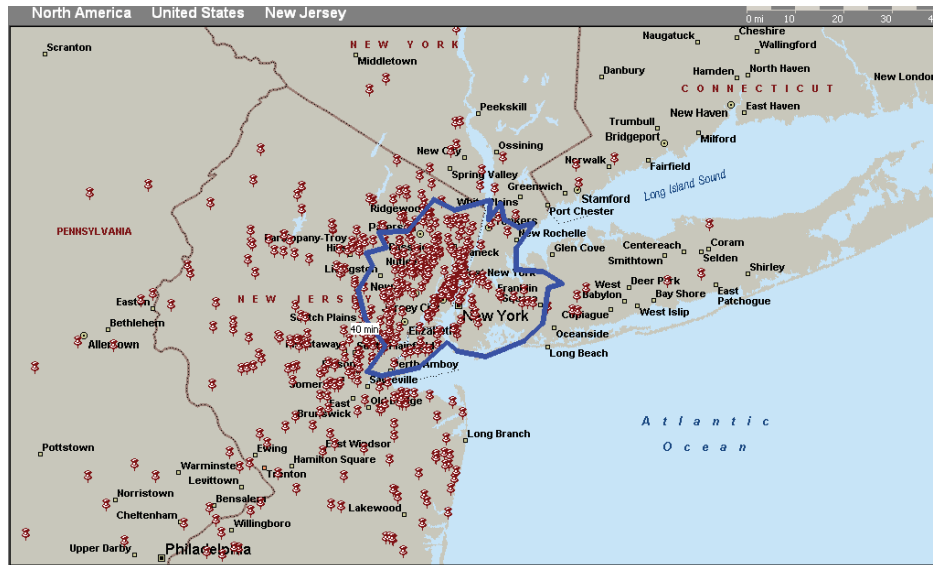 North America United States New Jersey
0 mi 10 20 30
Scranton
NEW YORK
Middletown
Naugatuck
Cheshire
Wallingford
Danbury
Hamden
North Haven
New London
CONNECTICUT
Peekskill
New Haven
East Haven
Trumbull
Bridgeport
Milford
New City
Ossining
Spring Valley
Norwalk
Fairfield
Greenwich
Stamford
Long Island Sound
Ridgewood
Port Chester
PENNSYLVANIA
New Rochelle
Glen Cove
Centereach
Coram
Smithtown
Selden
Shirley
Livingston
New York
Franklin
West
Babylon
Deer Park
Bay Shore
East
Patchogue
Easton
NEW JERSEY
Copiague
West Islip
Bethlehem
New York
Oceanside
Allentown
40 min
Elizabeth
Long Beach
Perth Amboy
Sayreville
East
Brunswick
Atlantic
Ocean
Long Branch
Pottstown
Ewing
East Windsor
Warminster
Hamilton Square
Levittown
Trenton
Norristown
Bensalem
Cheltenham
Willingboro
Lakewood
Upper Darby
Philadelphia